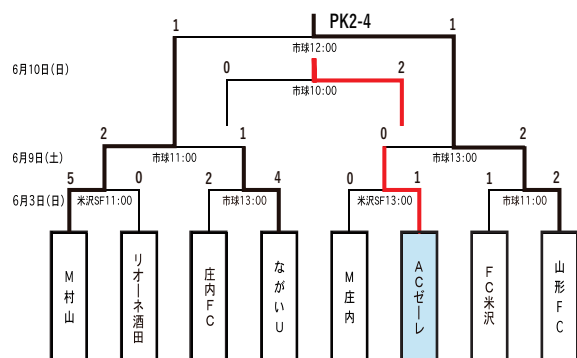 1 PK2-4 1
市球12:00
6月10日(日) 0 2
市球10:00
2 1 0 2
6月9日(土) 市球11:00 市球13:00
5 0 2 4 0 1 1 2
6月3日(日) 米沢SF11:00 市球13:00 米沢SF13:00 市球11:00
M村山
リオーネ酒田
庄内FC
ながいU
M庄内
ACゼーレ
FC米沢
山形FC